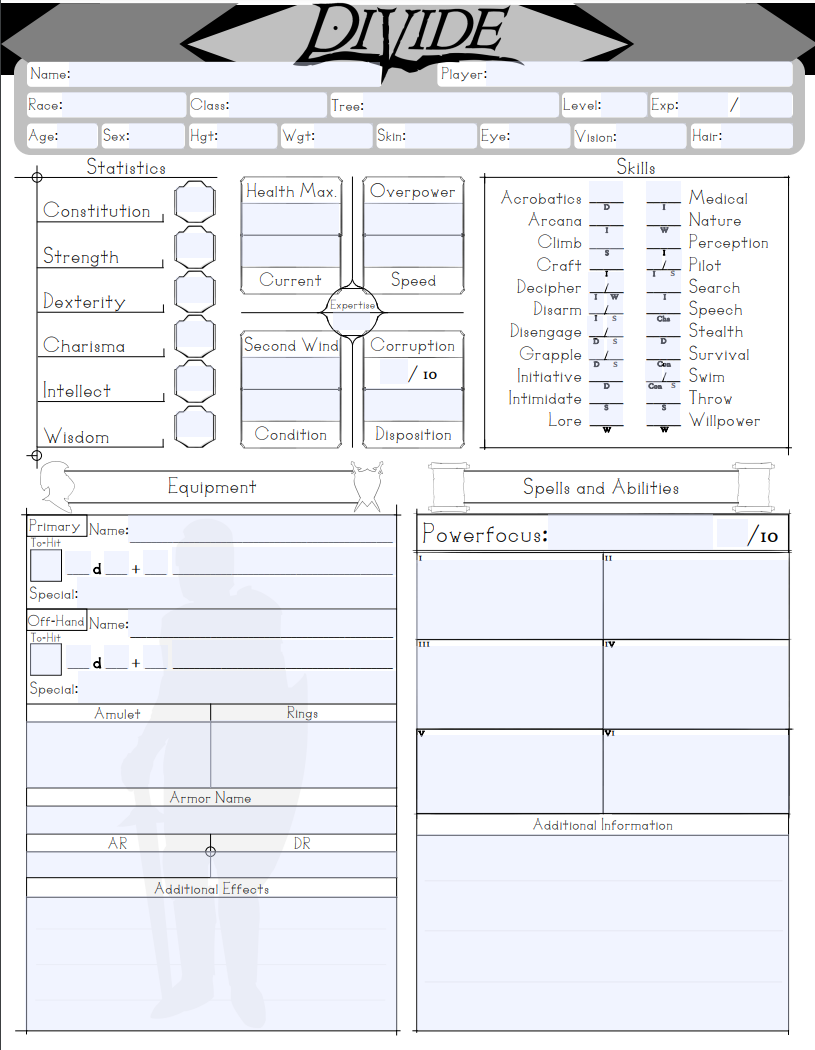 DIVIDE
Name: Player:
Race: Class: Tree: Level: Exp: /
Age: Sex: Hgt: Wgt: Skin: Eye: Vision: Hair:
Statistics
Constitution
Strength
Dexterity
Charisma
Intellect
Wisdom
Health Max. Overpower
Current Speed
Expertise
Second Wind Corruption
/ 10
Condition Disposition
Skills
Acrobatics D I Medical
Arcana I W Nature
Climb S I Perception
Craft I / I S Pilot
Decipher / I W I Search
Disarm / I S Cha Speech
Disengage / D S D Stealth
Grapple / D S Con Survival
Initiative D / Con S Swim
Intimidate S S Throw
Lore W W Willpower
Equipment
Primary Name:
To-Hit
d +
Special:
Off-Hand Name:
To-Hit
d +
Special:
Amulet Rings
Armor Name
AR DR
Additional Effects
Spells and Abilities
Powerfocus: /10
I II
III IV
V VI
Additional Information